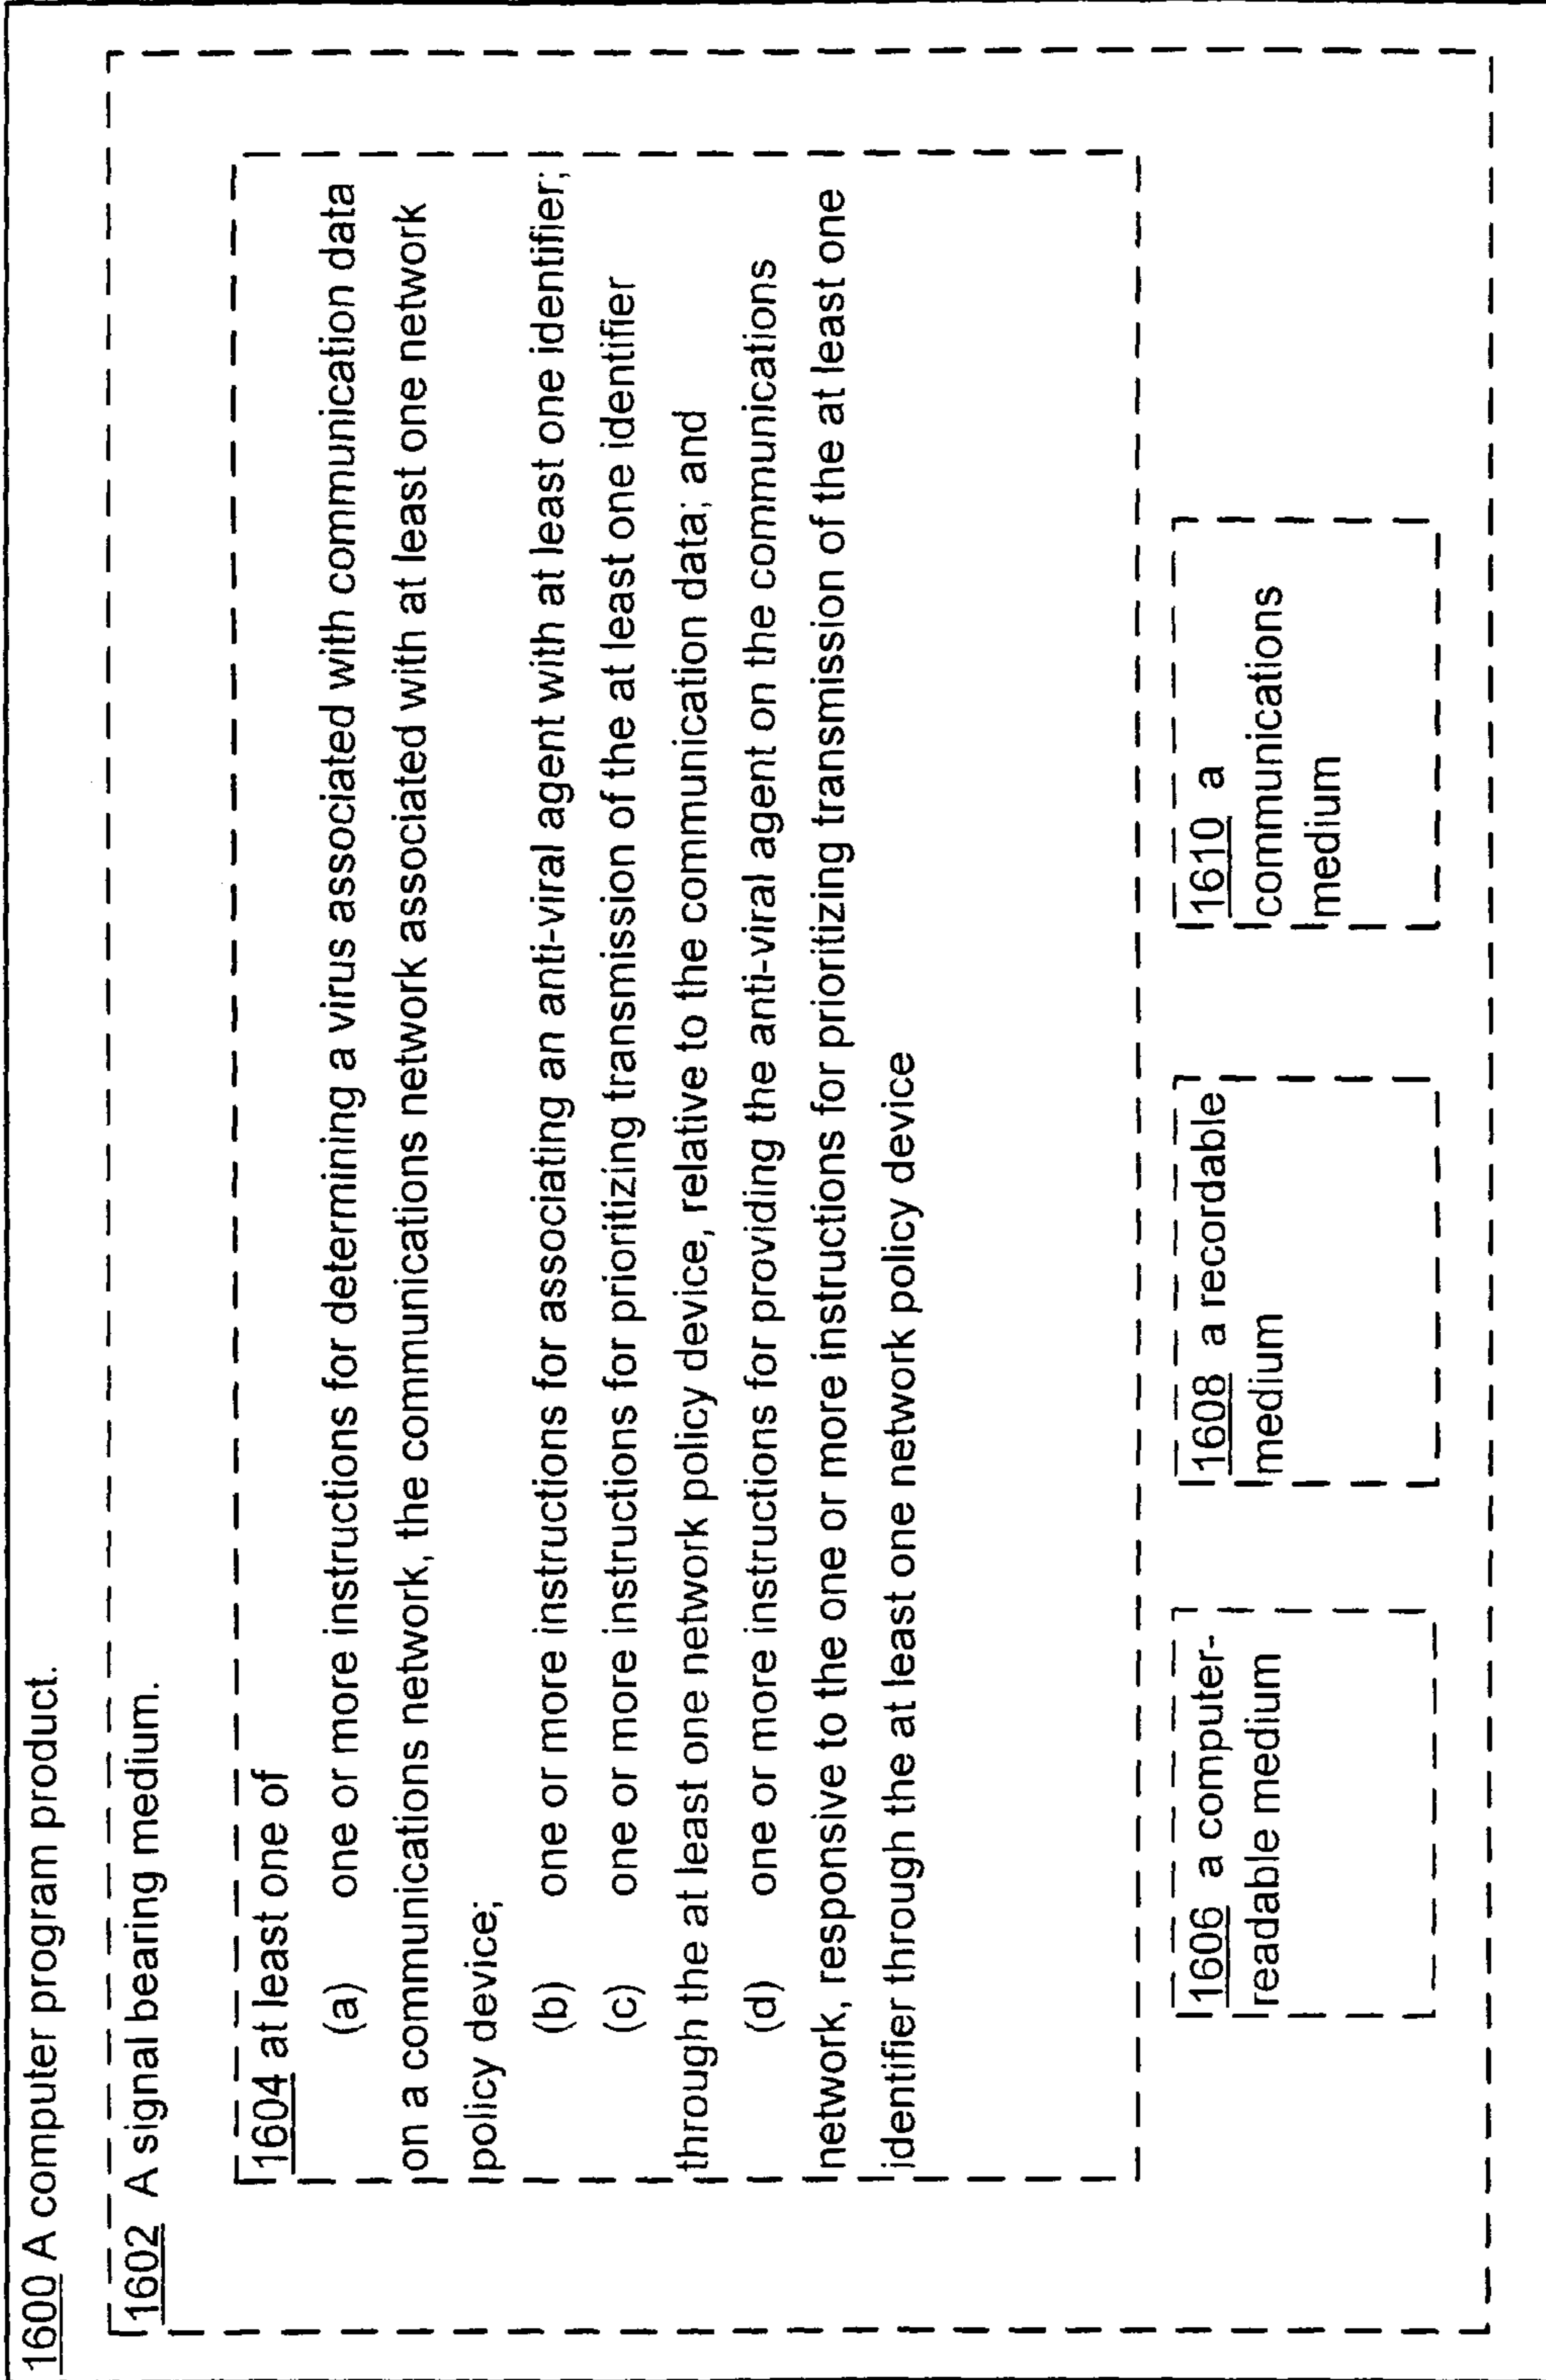 1600 A computer program product.
1602 A signal bearing medium.
1604 at least one of
(a) one or more instructions for determining a virus associated with communication data
on a communications network, the communications network associated with at least one network
policy device;
(b) one or more instructions for associating an anti-viral agent with at least one identifier;
(c) one or more instructions for prioritizing transmission of the at least one identifier
through the at least one network policy device, relative to the communication data; and
(d) one or more instructions for providing the anti-viral agent on the communications
network, responsive to the one or more instructions for prioritizing transmission of the at least one
identifier through the at least one network policy device
1606 a computer-
readable medium
1608 a recordable
medium
1610 a
communications
medium